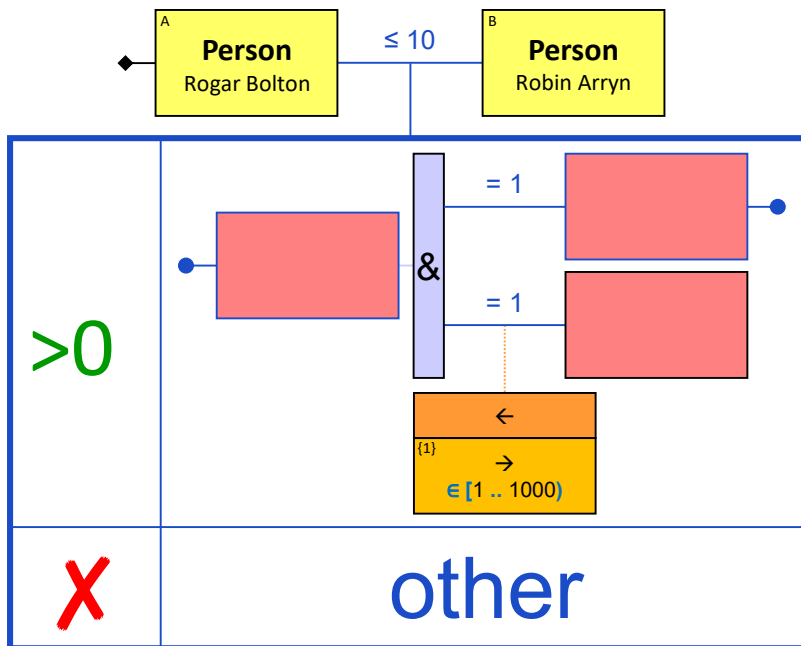 A
Person
Rogar Bolton
≤ 10
B
Person
Robin Arryn
>0
&
= 1
= 1
←
{1}
→
∈ [1 .. 1000)
✗
other